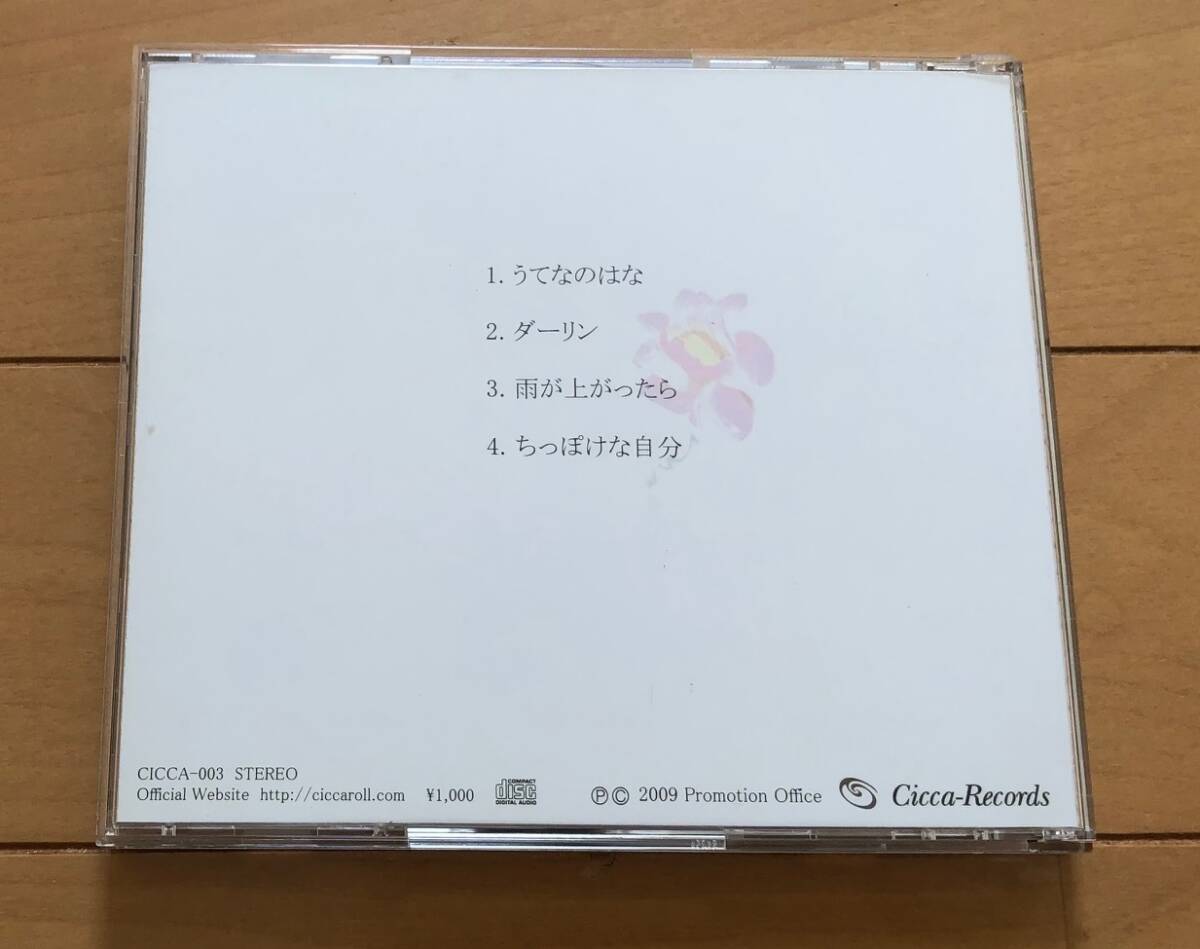 1. うてなのはな
2. ダーリン
3. 雨が上がったら
4. ちっぽけな自分
CICCA-003 STEREO
Official Website http://ciccaroll.com ¥1,000 COMPACT disc DIGITAL AUDIO ℗© 2009 Promotion Office Cicca-Records